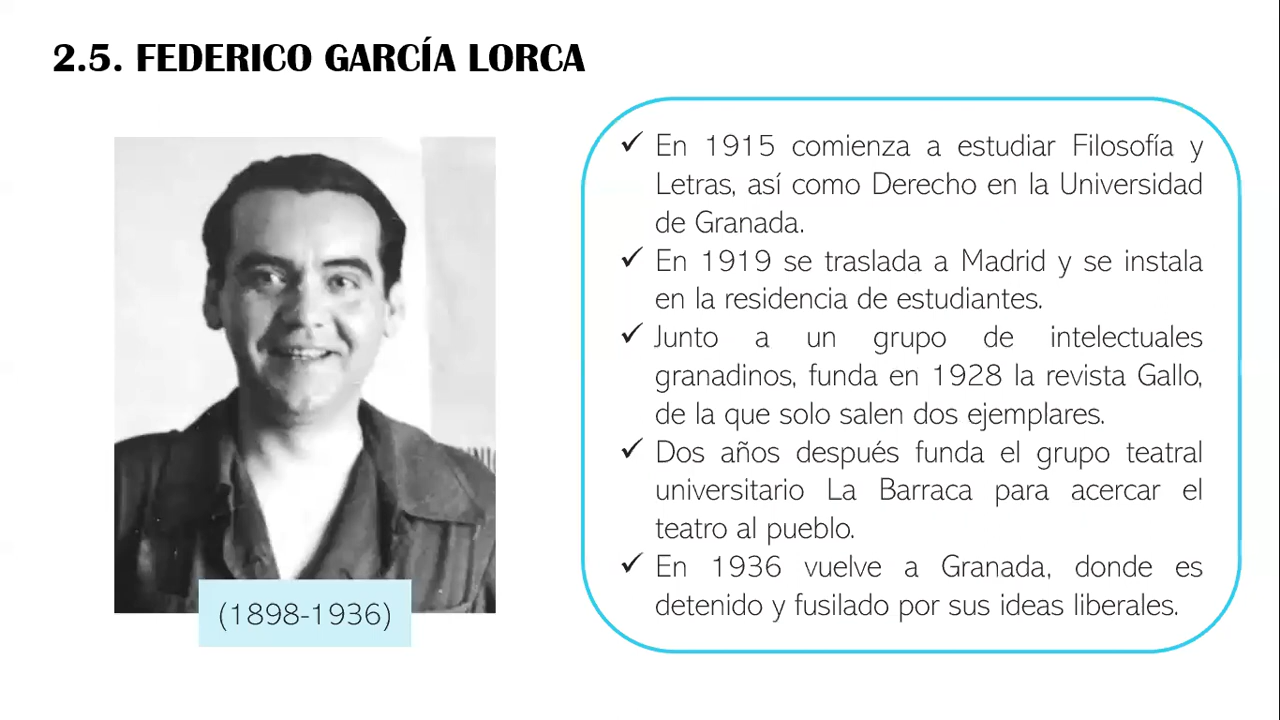 2.5. FEDERICO GARCÍA LORCA
✓ En 1915 comienza a estudiar Filosofía y
Letras, así como Derecho en la Universidad
de Granada.
✓ En 1919 se traslada a Madrid y se instala
en la residencia de estudiantes.
✓ Junto a un grupo de intelectuales
granadinos, funda en 1928 la revista Gallo,
de la que solo salen dos ejemplares.
✓ Dos años después funda el grupo teatral
universitario La Barraca para acercar el
teatro al pueblo.
✓ En 1936 vuelve a Granada, donde es
detenido y fusilado por sus ideas liberales.
(1898-1936)